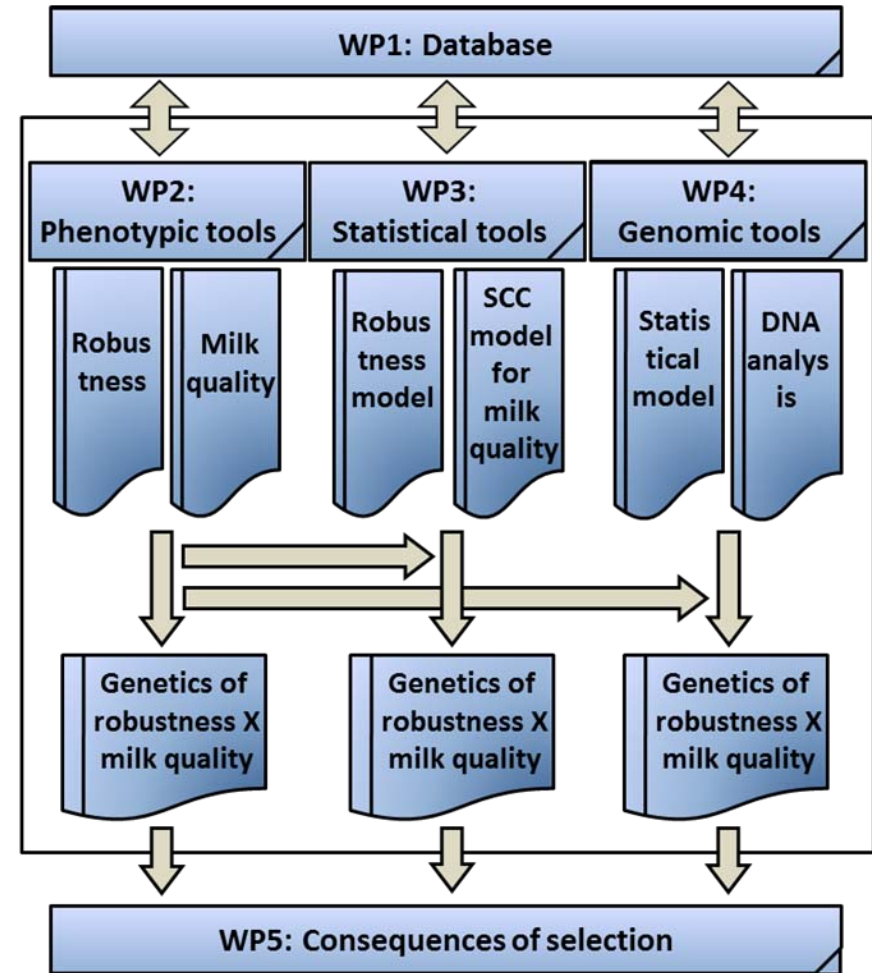 WP1: Database
WP2:
Phenotypic tools
WP3:
Statistical tools
WP4:
Genomic tools
Robus
tness
Milk
quality
Robus
tness
model
SCC
model
for
milk
quality
Statis
tical
model
DNA
analys
is
Genetics of
robustness X
milk quality
Genetics of
robustness X
milk quality
Genetics of
robustness X
milk quality
WP5: Consequences of selection